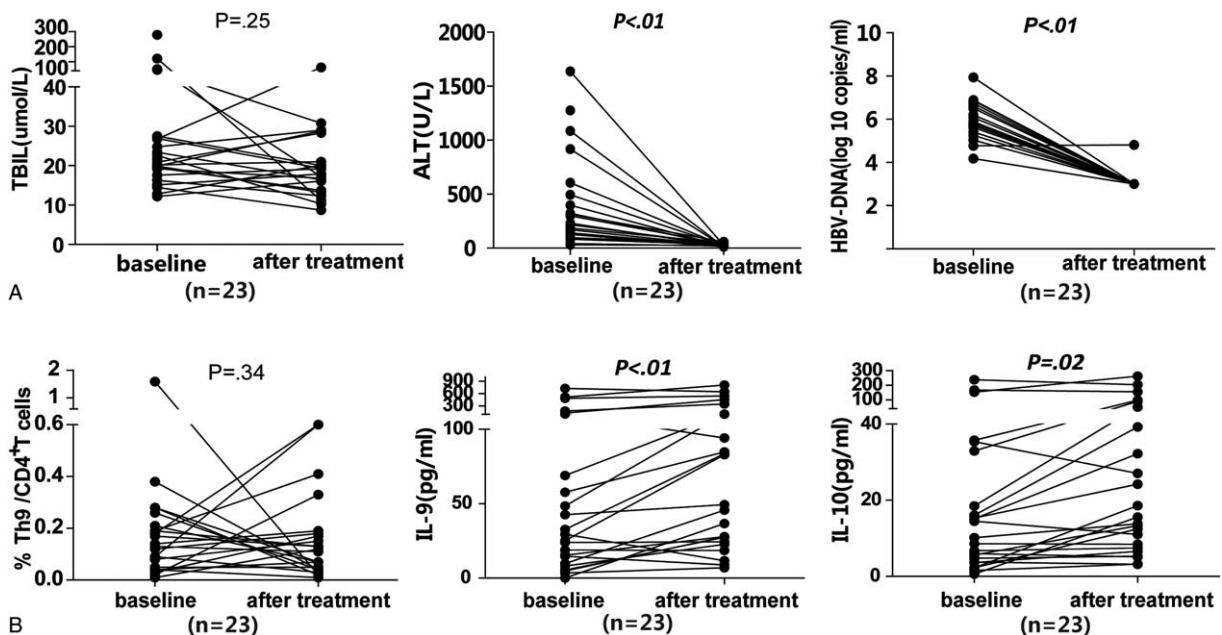 P=.25
TBIL(umol/L)
300
200
100
40
30
20
10
0
baseline after treatment
(n=23)
P<.01
ALT(U/L)
2000
1500
1000
500
0
baseline after treatment
(n=23)
P<.01
HBV-DNA(log 10 copies/ml)
10
8
6
4
2
baseline after treatment
(n=23)
A
P=.34
% Th9 /CD4+T cells
2
1
0.6
0.4
0.2
0.0
baseline after treatment
(n=23)
P<.01
IL-9(pg/ml)
900
600
300
100
50
0
baseline after treatment
(n=23)
P=.02
IL-10(pg/ml)
300
200
100
40
20
0
baseline after treatment
(n=23)
B